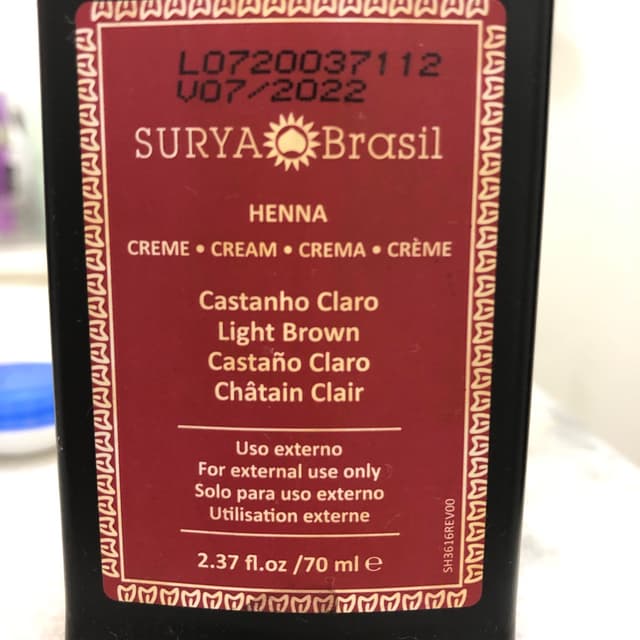 L0720037112
V07/2022
SURYA Brasil
HENNA
CREME • CREAM • CREMA • CRÈME
Castanho Claro
Light Brown
Castaño Claro
Châtain Clair
Uso externo
For external use only
Solo para uso externo
Utilisation externe
2.37 fl.oz /70 ml ℮
SH3616REV00